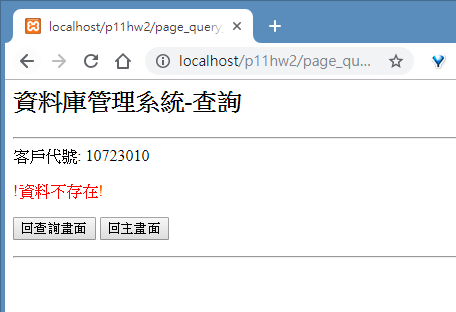 localhost/p11hw2/page_query
localhost/p11hw2/page_qu...
資料庫管理系統-查詢
客戶代號: 10723010
!資料不存在!
回查詢畫面 回主畫面